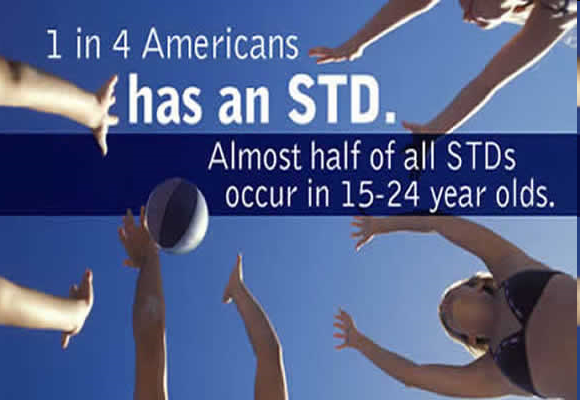 1 in 4 Americans
has an STD.
Almost half of all STDs
occur in 15-24 year olds.